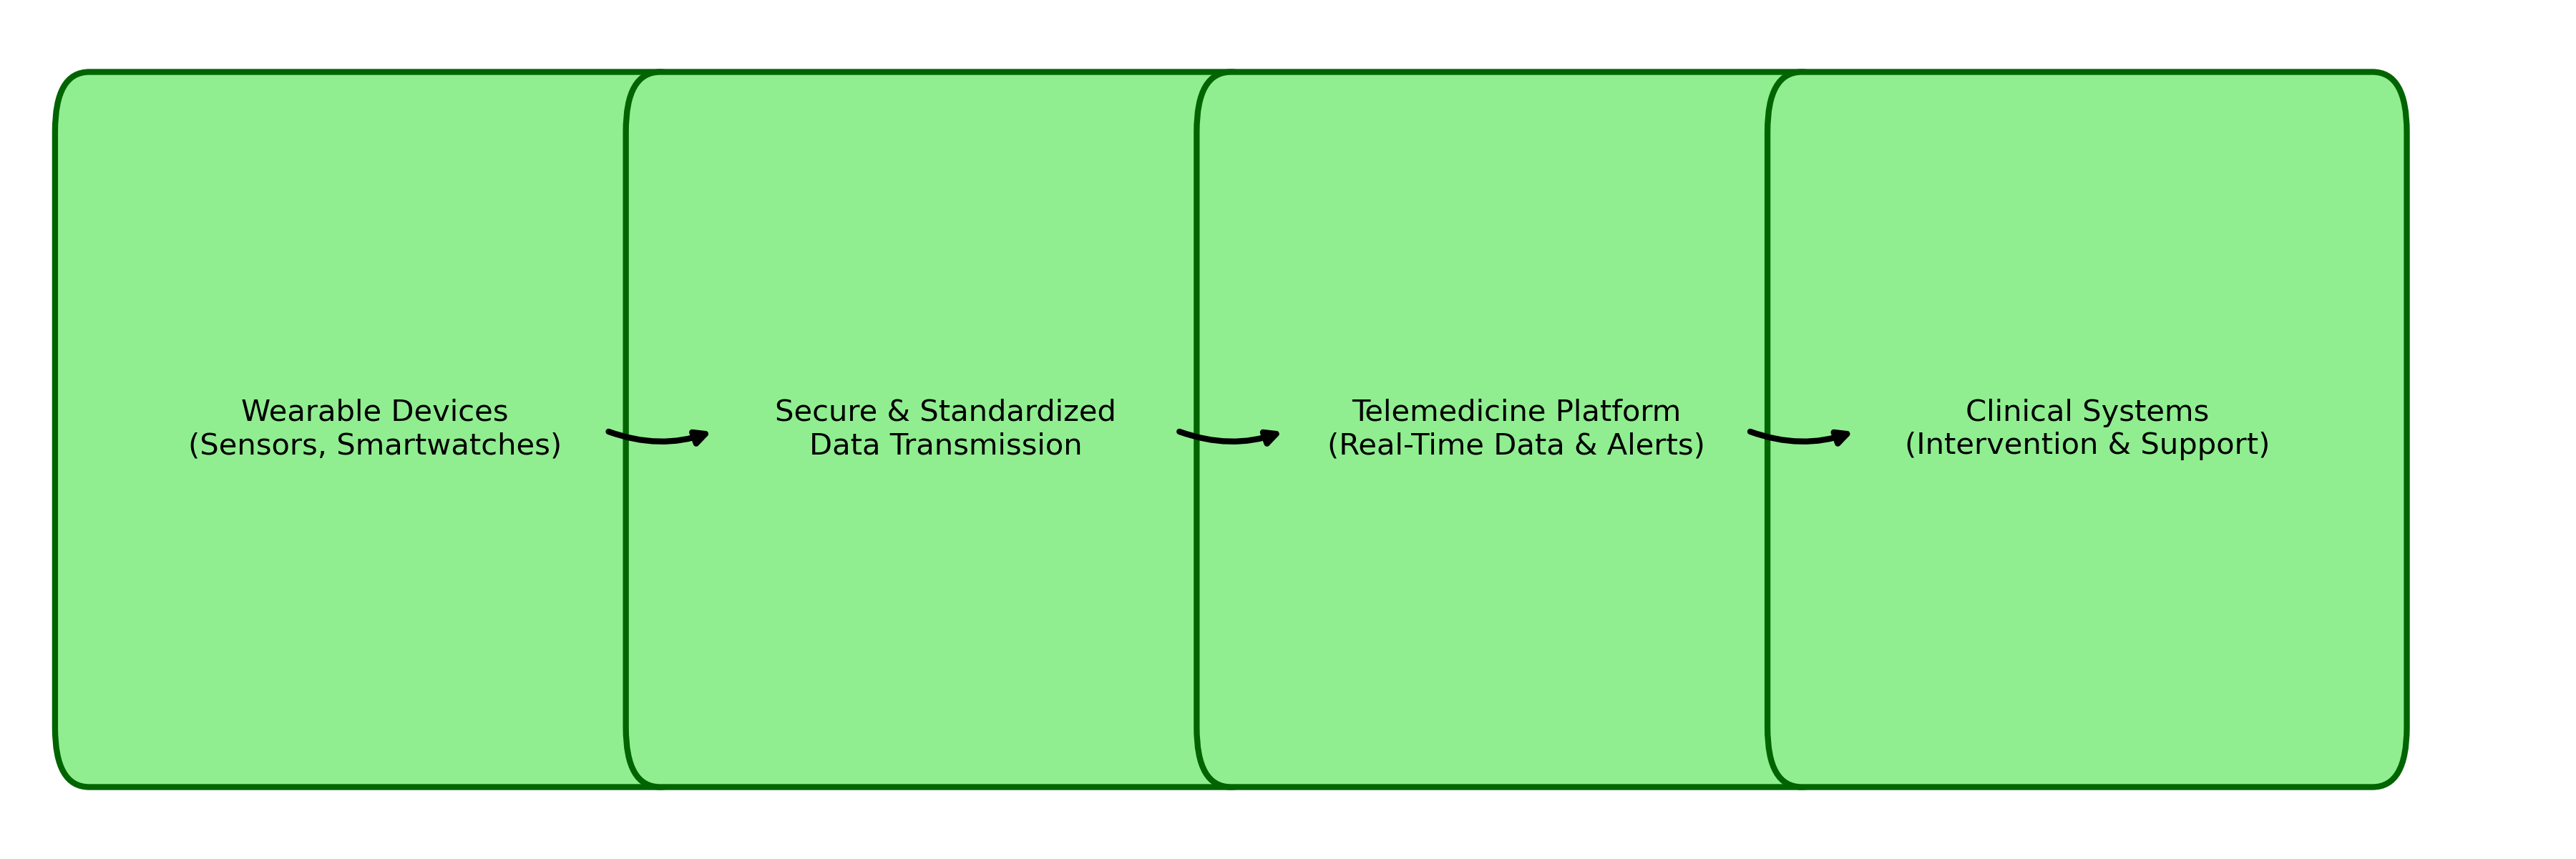 Wearable Devices
(Sensors, Smartwatches)
Secure & Standardized
Data Transmission
Telemedicine Platform
(Real-Time Data & Alerts)
Clinical Systems
(Intervention & Support)